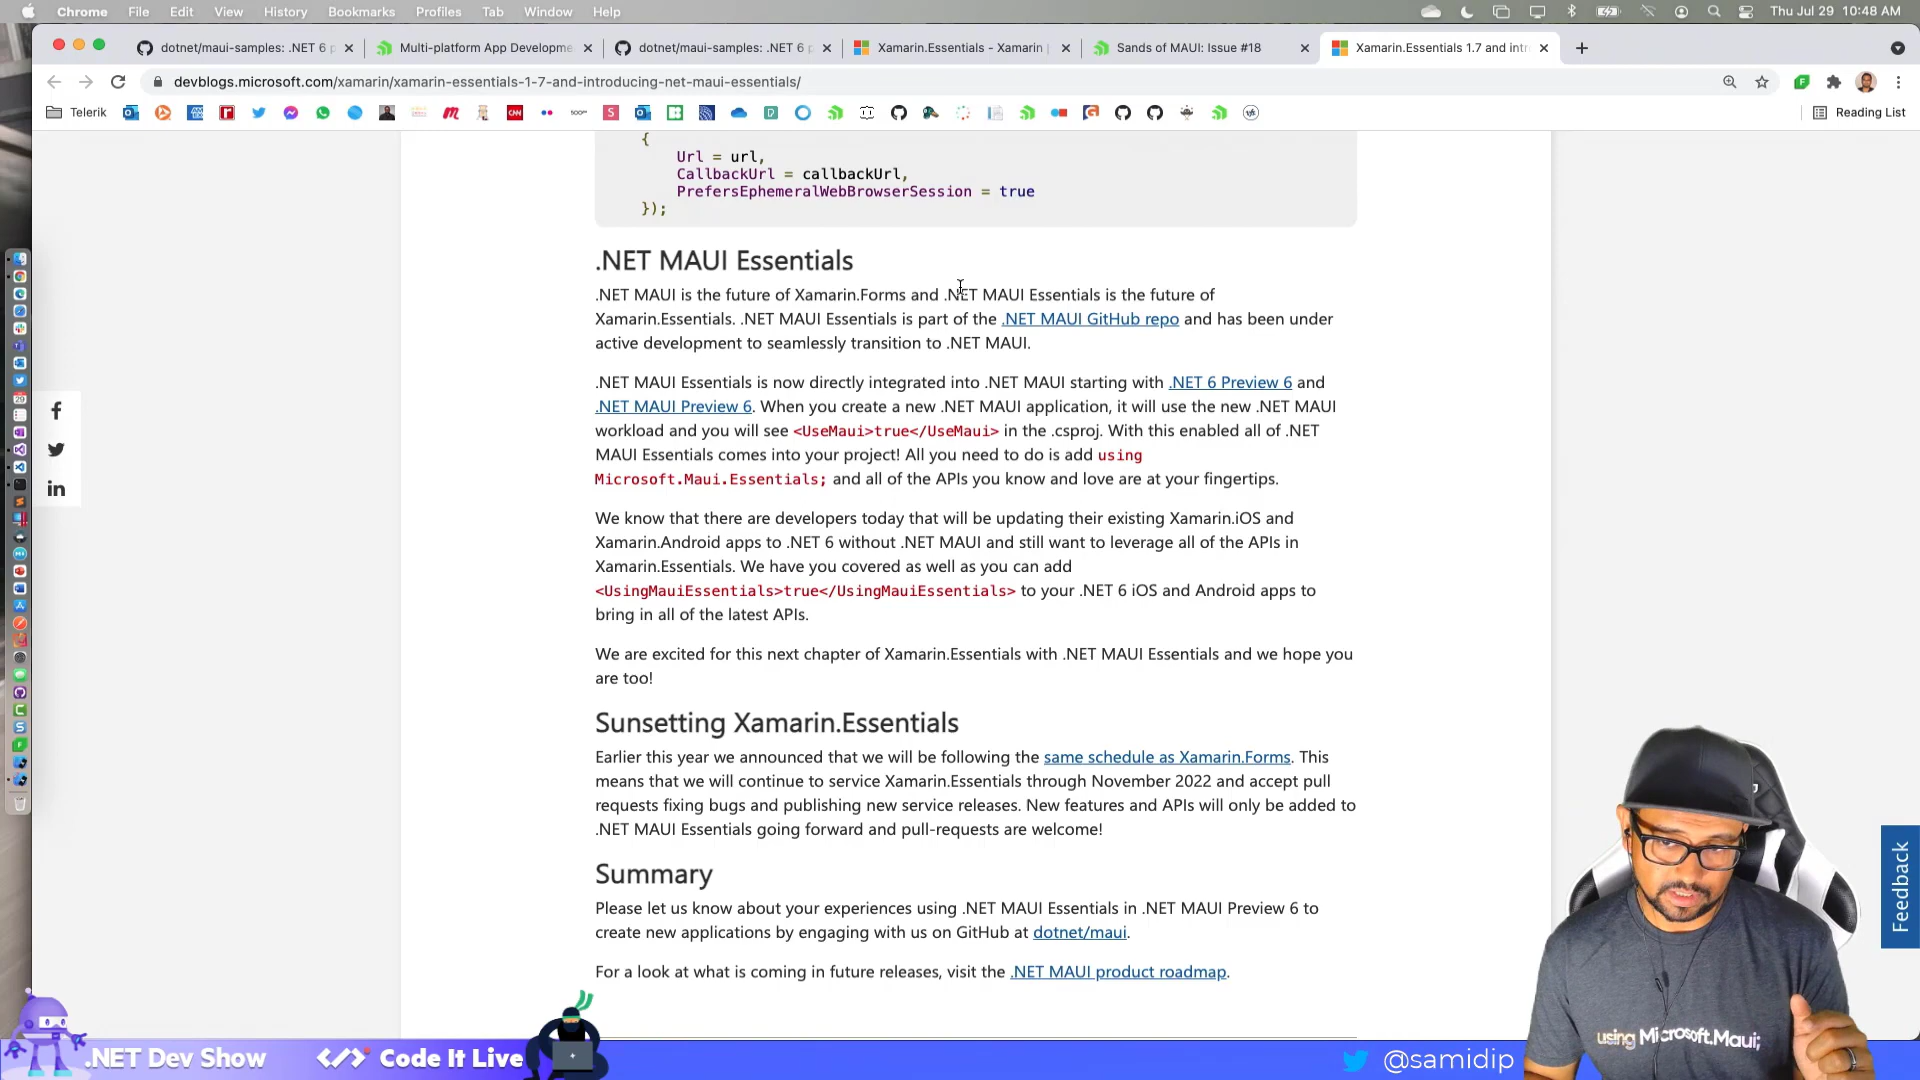 Chrome File Edit View History Bookmarks Profiles Tab Window Help Thu Jul 29 10:48 AM
dotnet/maui-samples: .NET 6 p Multi-platform App Developme dotnet/maui-samples: .NET 6 p Xamarin.Essentials - Xamarin Sands of MAUI: Issue #18 Xamarin.Essentials 1.7 and intr
devblogs.microsoft.com/xamarin/xamarin-essentials-1-7-and-introducing-net-maui-essentials/
Telerik Reading List
{
Url = url,
CallbackUrl = callbackUrl,
PrefersEphemeralWebBrowserSession = true
});
.NET MAUI Essentials
.NET MAUI is the future of Xamarin.Forms and .NET MAUI Essentials is the future of
Xamarin.Essentials. .NET MAUI Essentials is part of the .NET MAUI GitHub repo and has been under
active development to seamlessly transition to .NET MAUI.
.NET MAUI Essentials is now directly integrated into .NET MAUI starting with .NET 6 Preview 6 and
.NET MAUI Preview 6. When you create a new .NET MAUI application, it will use the new .NET MAUI
workload and you will see <UseMaui>true</UseMaui> in the .csproj. With this enabled all of .NET
MAUI Essentials comes into your project! All you need to do is add using
Microsoft.Maui.Essentials; and all of the APIs you know and love are at your fingertips.
We know that there are developers today that will be updating their existing Xamarin.iOS and
Xamarin.Android apps to .NET 6 without .NET MAUI and still want to leverage all of the APIs in
Xamarin.Essentials. We have you covered as well as you can add
<UsingMauiEssentials>true</UsingMauiEssentials> to your .NET 6 iOS and Android apps to
bring in all of the latest APIs.
We are excited for this next chapter of Xamarin.Essentials with .NET MAUI Essentials and we hope you
are too!
Sunsetting Xamarin.Essentials
Earlier this year we announced that we will be following the same schedule as Xamarin.Forms. This
means that we will continue to service Xamarin.Essentials through November 2022 and accept pull
requests fixing bugs and publishing new service releases. New features and APIs will only be added to
.NET MAUI Essentials going forward and pull-requests are welcome!
Summary
Please let us know about your experiences using .NET MAUI Essentials in .NET MAUI Preview 6 to
create new applications by engaging with us on GitHub at dotnet/maui.
For a look at what is coming in future releases, visit the .NET MAUI product roadmap.
Feedback
using Microsoft.Maui;
.NET Dev Show </> Code It Live @samidip